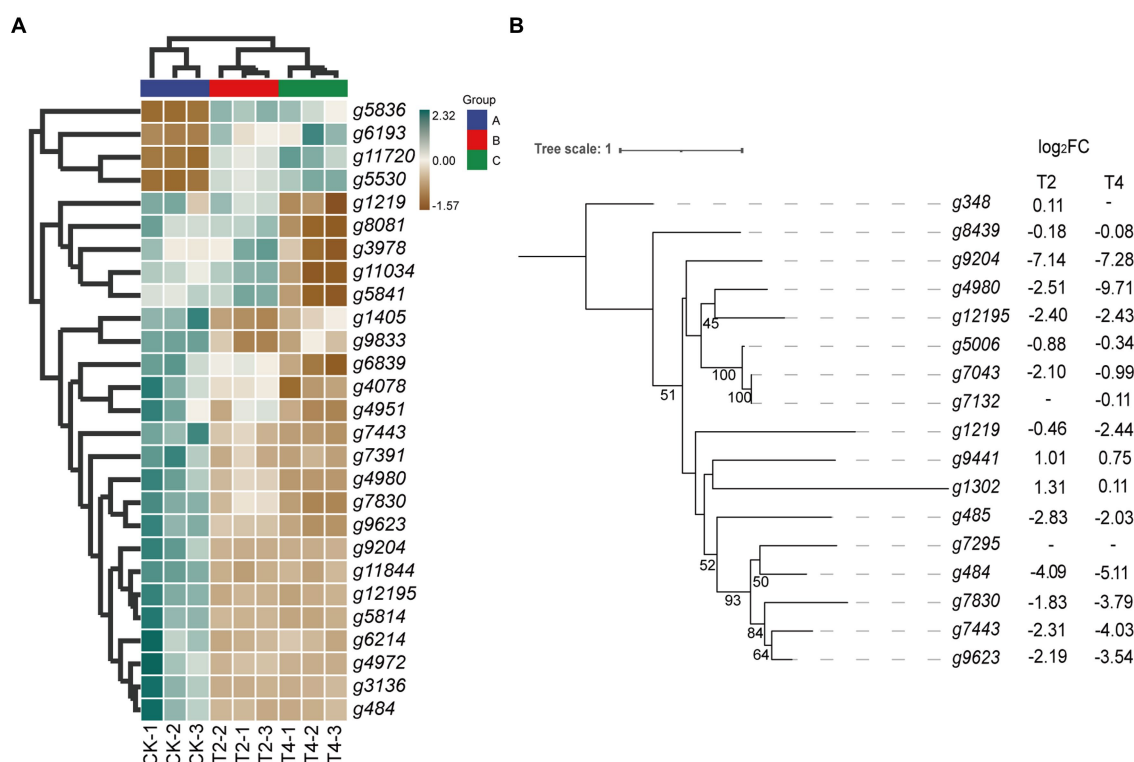 A
B
Group
A
B
C
2.32
0.00
-1.57
g5836
g6193
g11720
g5530
g1219
g8081
g3978
g11034
g5841
g1405
g9833
g6839
g4078
g4951
g7443
g7391
g4980
g7830
g9623
g9204
g11844
g12195
g5814
g6214
g4972
g3136
g484
CK-1
CK-2
CK-3
T2-2
T2-1
T2-3
T4-1
T4-2
T4-3
Tree scale: 1
log₂FC
T2 T4
g348 0.11 -
g8439 -0.18 -0.08
g9204 -7.14 -7.28
g4980 -2.51 -9.71
g12195 -2.40 -2.43
g5006 -0.88 -0.34
g7043 -2.10 -0.99
g7132 - -0.11
g1219 -0.46 -2.44
g9441 1.01 0.75
g1302 1.31 0.11
g485 -2.83 -2.03
g7295 - -
g484 -4.09 -5.11
g7830 -1.83 -3.79
g7443 -2.31 -4.03
g9623 -2.19 -3.54
45
100
100
51
52
50
93
84
64